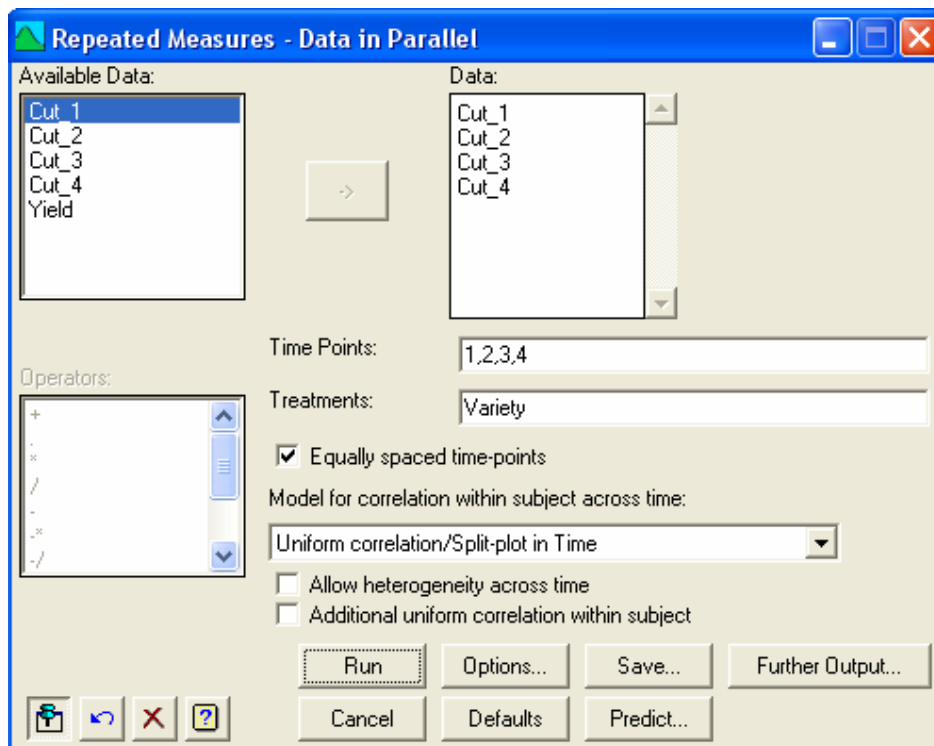 Repeated Measures - Data in Parallel
Available Data:
Cut_1
Cut_2
Cut_3
Cut_4
Yield
->
Data:
Cut_1
Cut_2
Cut_3
Cut_4
Time Points:
1,2,3,4
Operators:
+
.
*
/
-
.*
-/
Treatments:
Variety
Equally spaced time-points
Model for correlation within subject across time:
Uniform correlation/Split-plot in Time
Allow heterogeneity across time
Additional uniform correlation within subject
Run
Options...
Save...
Further Output...
Cancel
Defaults
Predict...